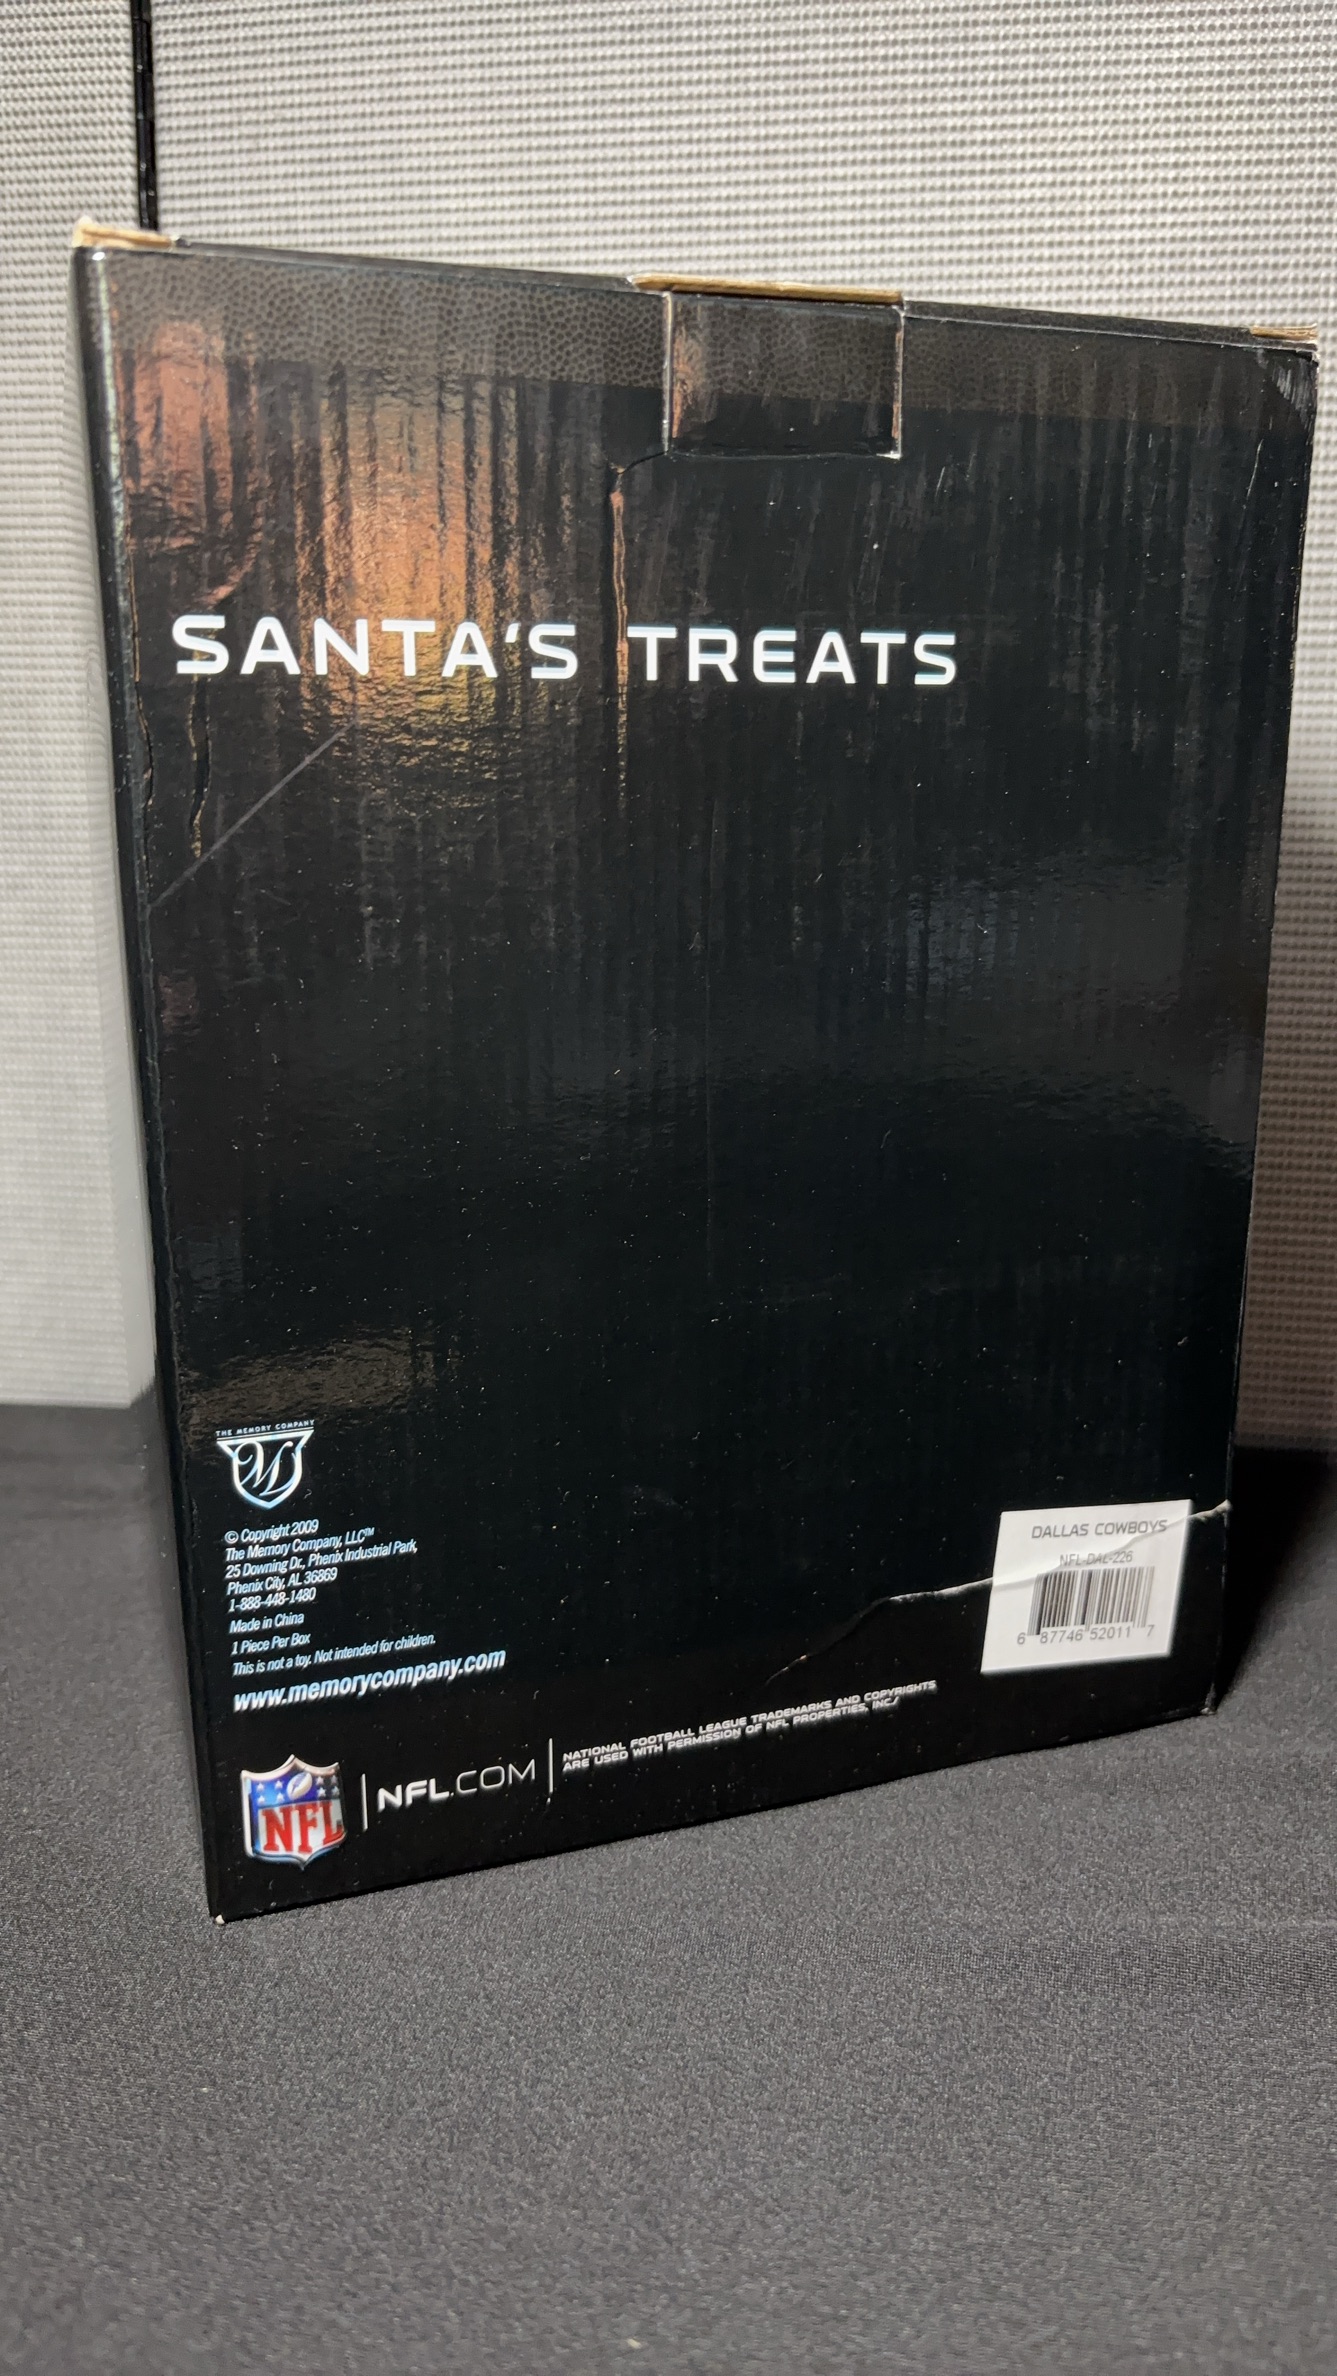 SANTA'S TREATS
THE MEMORY COMPANY
M
© Copyright 2009
The Memory Company, LLC™
25 Downing Dr., Phenix Industrial Park,
Phenix City, AL 36869
1-888-448-1480
Made in China
1 Piece Per Box
This is not a toy. Not intended for children.
www.memorycompany.com
DALLAS COWBOYS
NFL-DAL-226
6 87746 52011 7
NFL
NFL.COM
NATIONAL FOOTBALL LEAGUE TRADEMARKS AND COPYRIGHTS
ARE USED WITH PERMISSION OF NFL PROPERTIES, INC./